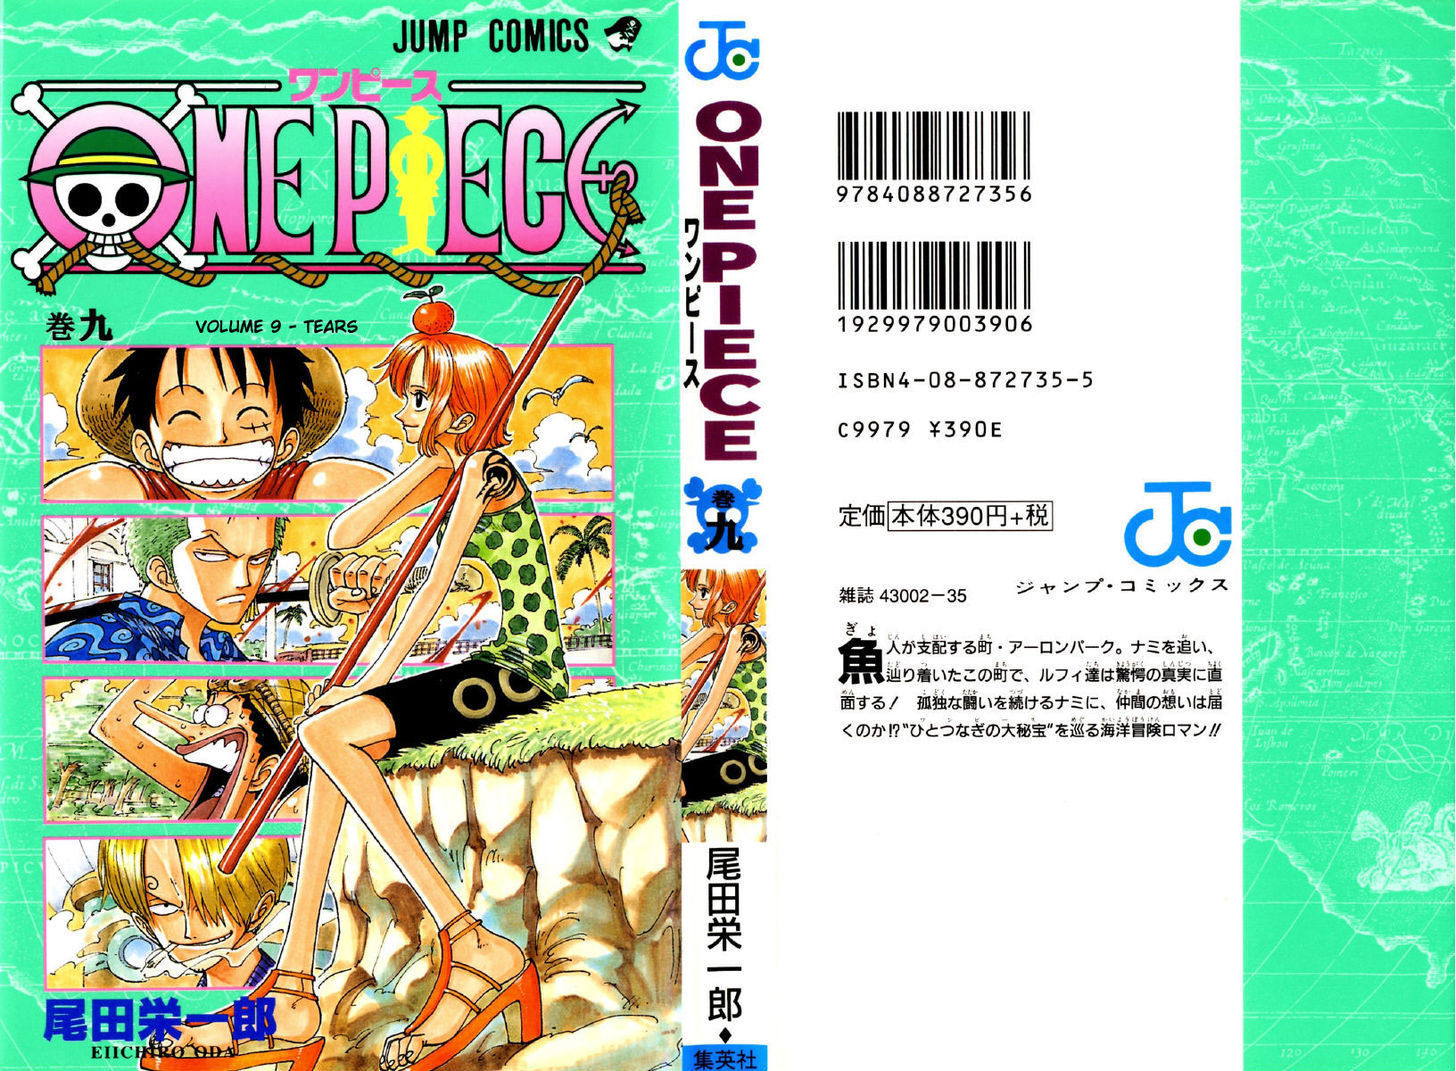 JUMP COMICS
ワンピース
ONE PIECE
巻九
VOLUME 9 - TEARS
尾田栄一郎
EIICHIRO ODA
JC
ONE PIECE
ワンピース
巻九
尾田栄一郎
集英社
9784088727356
1929979003906
ISBN4-08-872735-5
C9979 ¥390E
定価本体390円+税
JC
ジャンプ・コミックス
雑誌 43002-35
魚人が支配する町・アーロンパーク。ナミを追い、
辿り着いたこの町で、ルフィ達は驚愕の真実に直
面する！ 孤独な闘いを続けるナミに、仲間の想いは届
くのか!?“ひとつなぎの大秘宝”を巡る海洋冒険ロマン!!